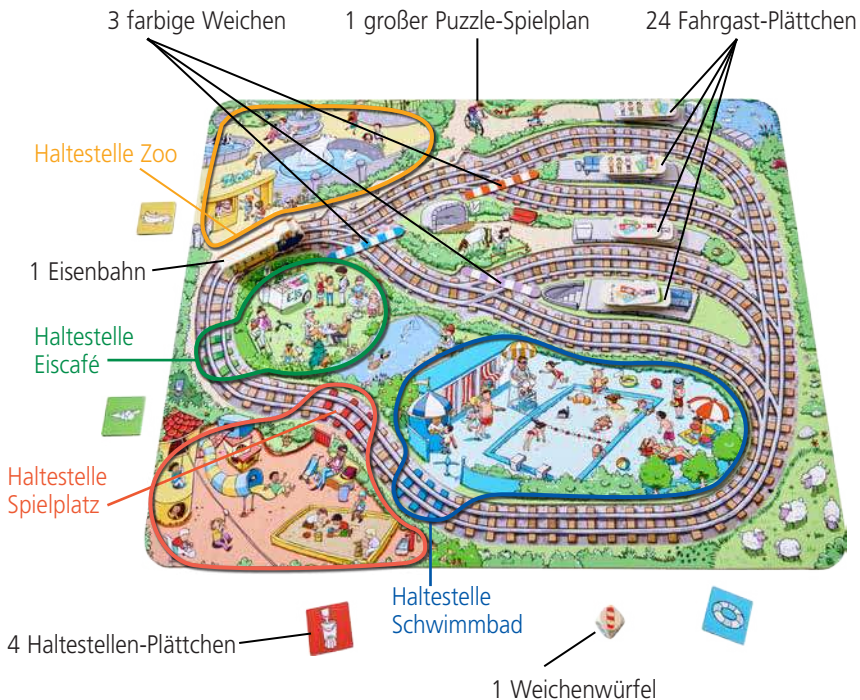 3 farbige Weichen
1 großer Puzzle-Spielplan
24 Fahrgast-Plättchen
Haltestelle Zoo
1 Eisenbahn
Haltestelle
Eiscafé
Haltestelle
Spielplatz
Haltestelle
Schwimmbad
4 Haltestellen-Plättchen
1 Weichenwürfel